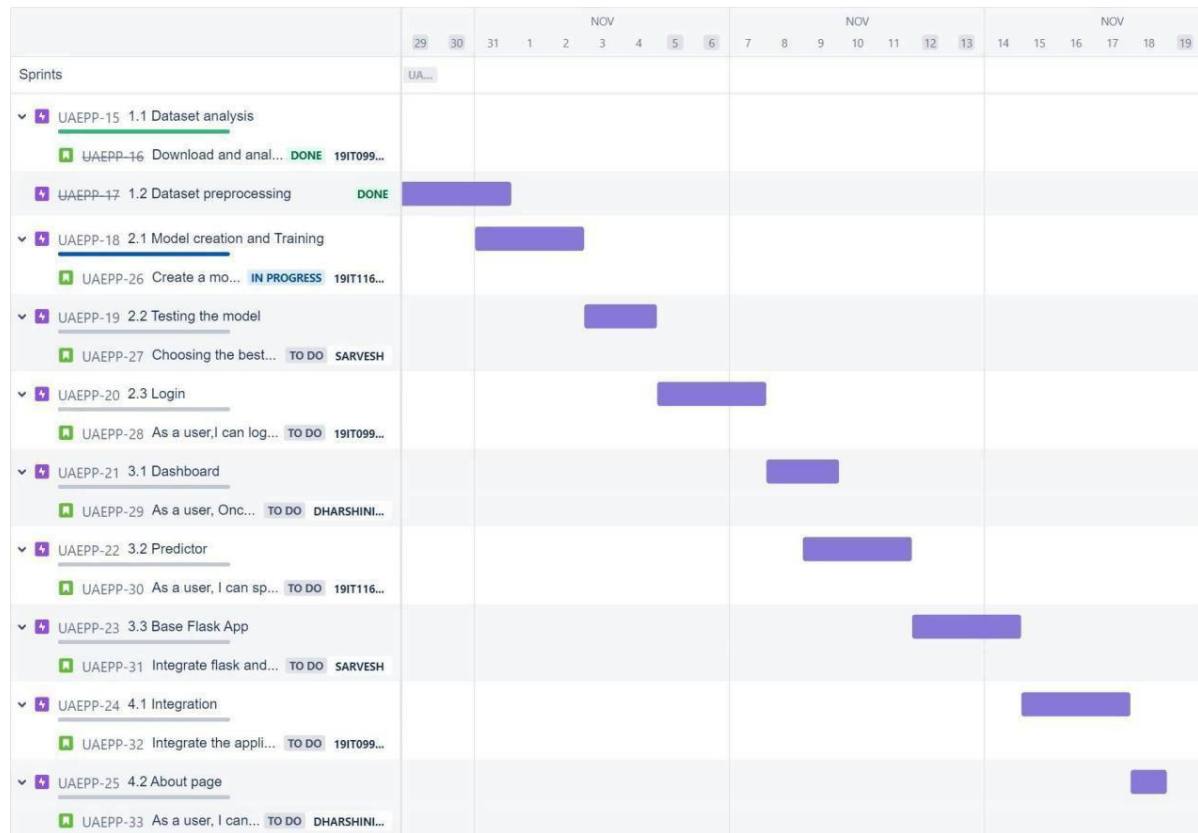 NOV NOV NOV
29 30 31 1 2 3 4 5 6 7 8 9 10 11 12 13 14 15 16 17 18 19
Sprints UA...
UAEPP-15 1.1 Dataset analysis
UAEPP-16 Download and anal... DONE 19IT099...
UAEPP-17 1.2 Dataset preprocessing DONE
UAEPP-18 2.1 Model creation and Training
UAEPP-26 Create a mo... IN PROGRESS 19IT116...
UAEPP-19 2.2 Testing the model
UAEPP-27 Choosing the best... TO DO SARVESH
UAEPP-20 2.3 Login
UAEPP-28 As a user,I can log... TO DO 19IT099...
UAEPP-21 3.1 Dashboard
UAEPP-29 As a user, Onc... TO DO DHARSHINI...
UAEPP-22 3.2 Predictor
UAEPP-30 As a user, I can sp... TO DO 19IT116...
UAEPP-23 3.3 Base Flask App
UAEPP-31 Integrate flask and... TO DO SARVESH
UAEPP-24 4.1 Integration
UAEPP-32 Integrate the appli... TO DO 19IT099...
UAEPP-25 4.2 About page
UAEPP-33 As a user, I can... TO DO DHARSHINI...